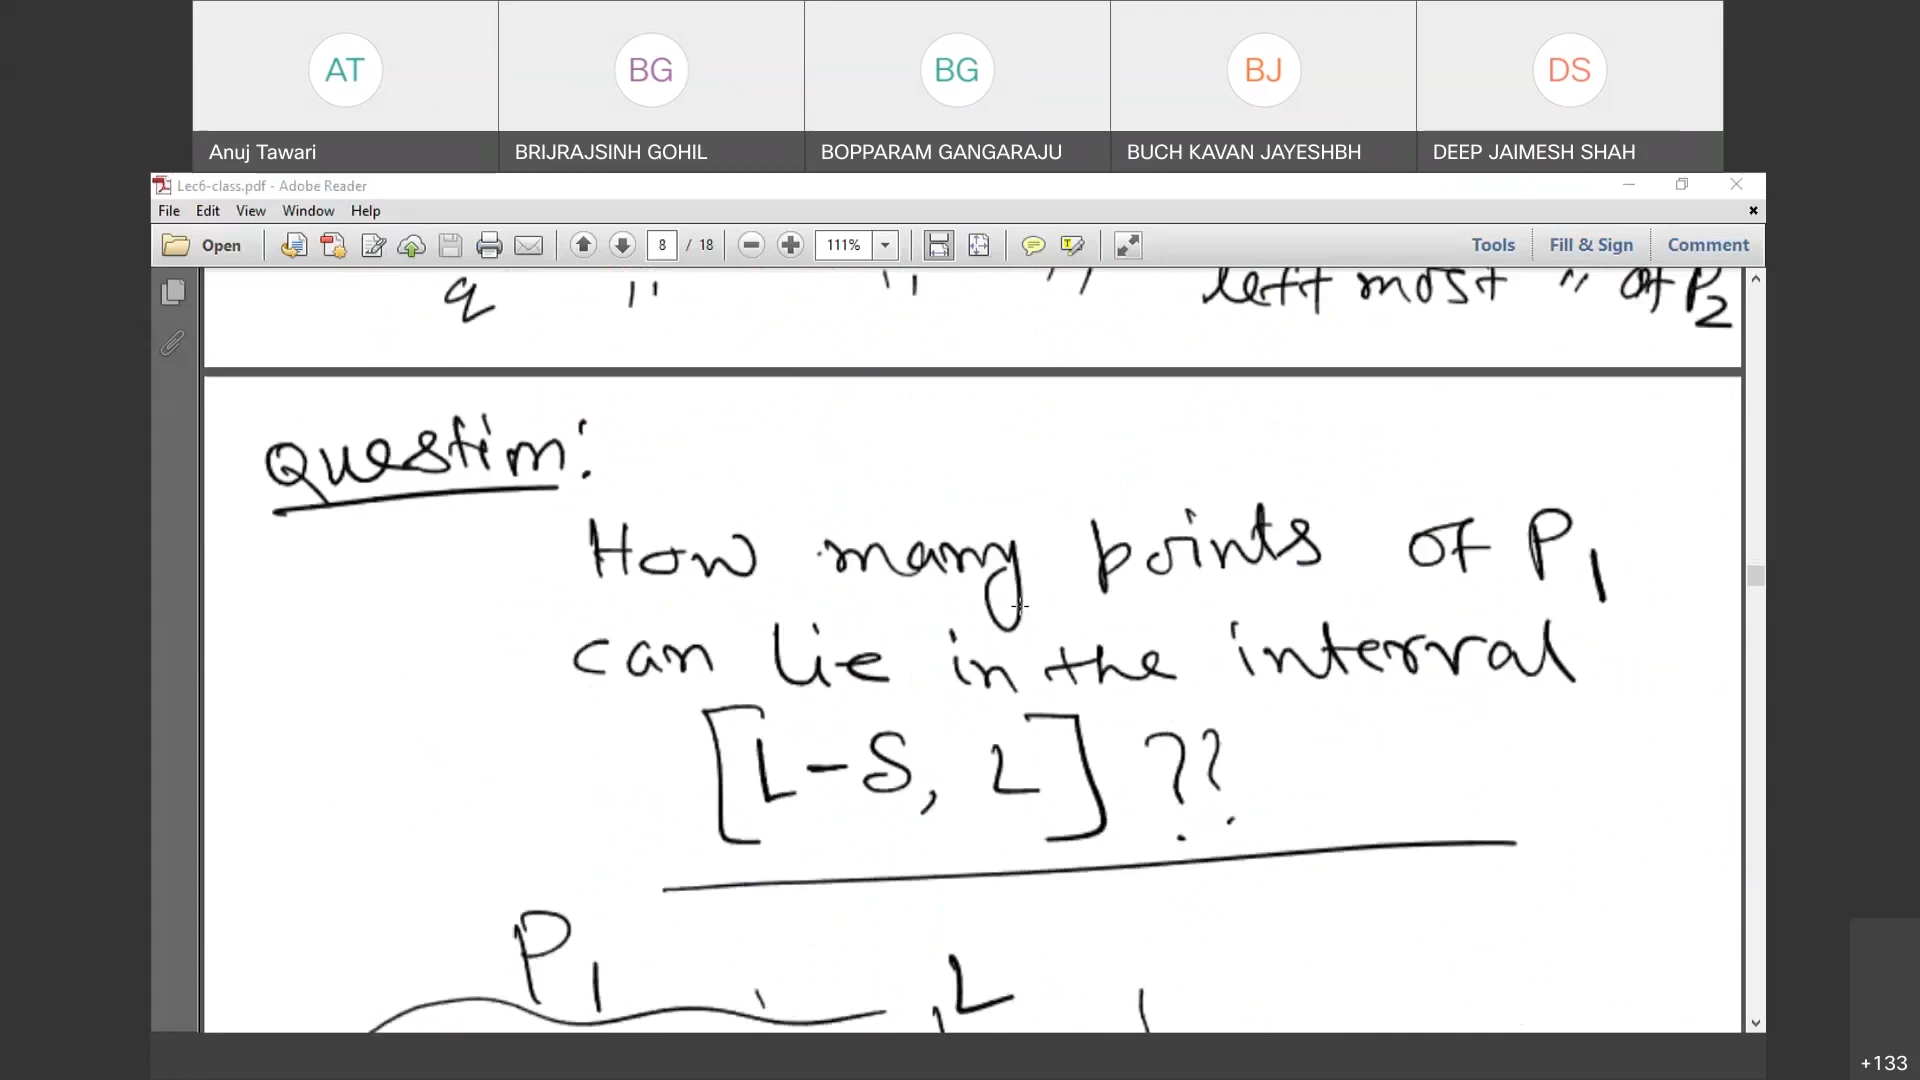 AT
BG
BG
BJ
DS
Anuj Tawari
BRIJRAJSINH GOHIL
BOPPARAM GANGARAJU
BUCH KAVAN JAYESHBH
DEEP JAIMESH SHAH
Lec6-class.pdf - Adobe Reader
File Edit View Window Help
Open 8 / 18 111% Tools Fill & Sign Comment
q " " " left most " of P2
Question:
How many points of P1
can lie in the interval
[L-δ, L] ??
P1
L
+133